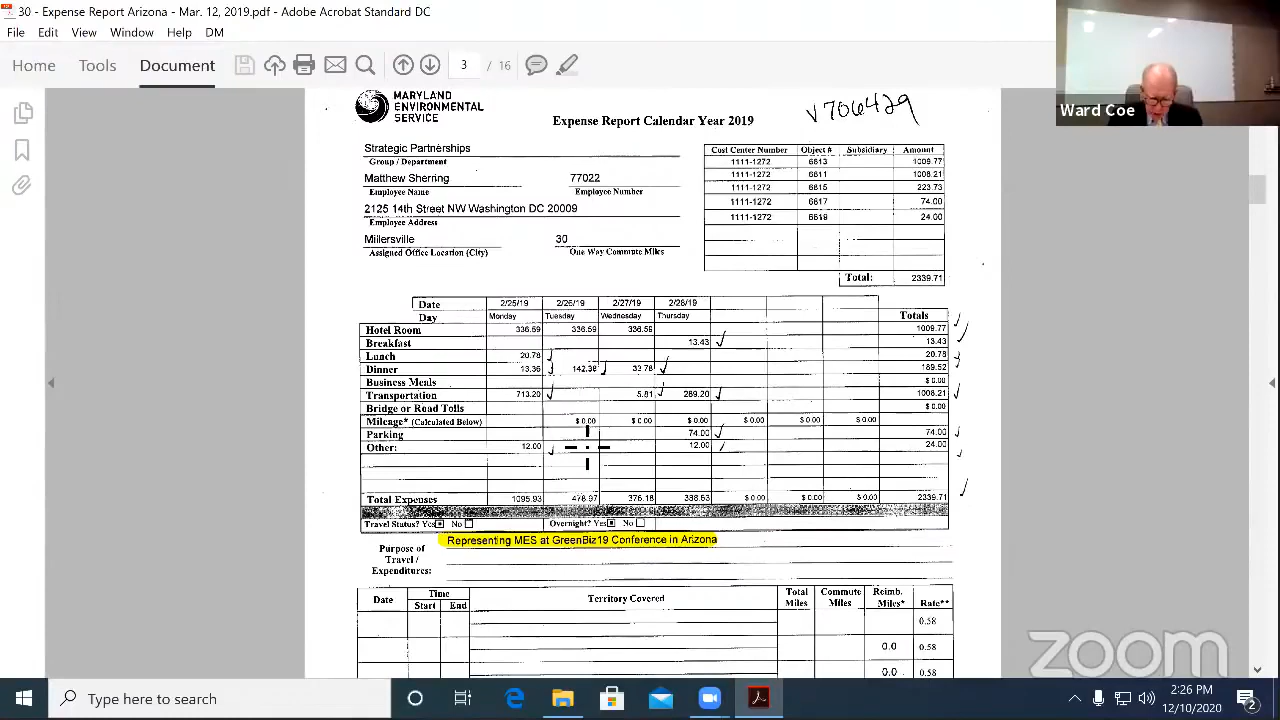 30 - Expense Report Arizona - Mar. 12, 2019.pdf - Adobe Acrobat Standard DC
File Edit View Window Help DM
Home Tools Document 3 / 16
Ward Coe
MARYLAND
ENVIRONMENTAL
SERVICE
Expense Report Calendar Year 2019
V706429
Strategic Partnerships
Group / Department
Matthew Sherring 77022
Employee Name Employee Number
2125 14th Street NW Washington DC 20009
Employee Address
Millersville 30
Assigned Office Location (City) One Way Commute Miles
Cost Center Number Object # Subsidiary Amount
1111-1272 6613 1009.77
1111-1272 6611 1008.21
1111-1272 6615 223.73
1111-1272 6617 74.00
1111-1272 6619 24.00
Total: 2339.71
Date 2/25/19 2/26/19 2/27/19 2/28/19
Day Monday Tuesday Wednesday Thursday Totals
Hotel Room 336.59 336.59 336.59 1009.77
Breakfast 13.43 13.43
Lunch 20.78 20.78
Dinner 13.36 142.38 33.78 189.52
Business Meals $ 0.00
Transportation 713.20 5.81 289.20 1008.21
Bridge or Road Tolls $ 0.00
Mileage* (Calculated Below) $ 0.00 $ 0.00 $ 0.00 $ 0.00 $ 0.00 $ 0.00
Parking 74.00 74.00
Other: 12.00 12.00 24.00
Total Expenses 1095.93 478.97 376.18 388.63 $ 0.00 $ 0.00 $ 0.00 2339.71
Travel Status? Yes No Overnight? Yes No
Representing MES at GreenBiz19 Conference in Arizona
Purpose of
Travel /
Expenditures:
Date Time Territory Covered Total Commute Reimb. Rate**
Start End Miles Miles Miles*
0.58
0.0 0.58
0.0 0.58
zoom
Type here to search
2:26 PM
12/10/2020
2